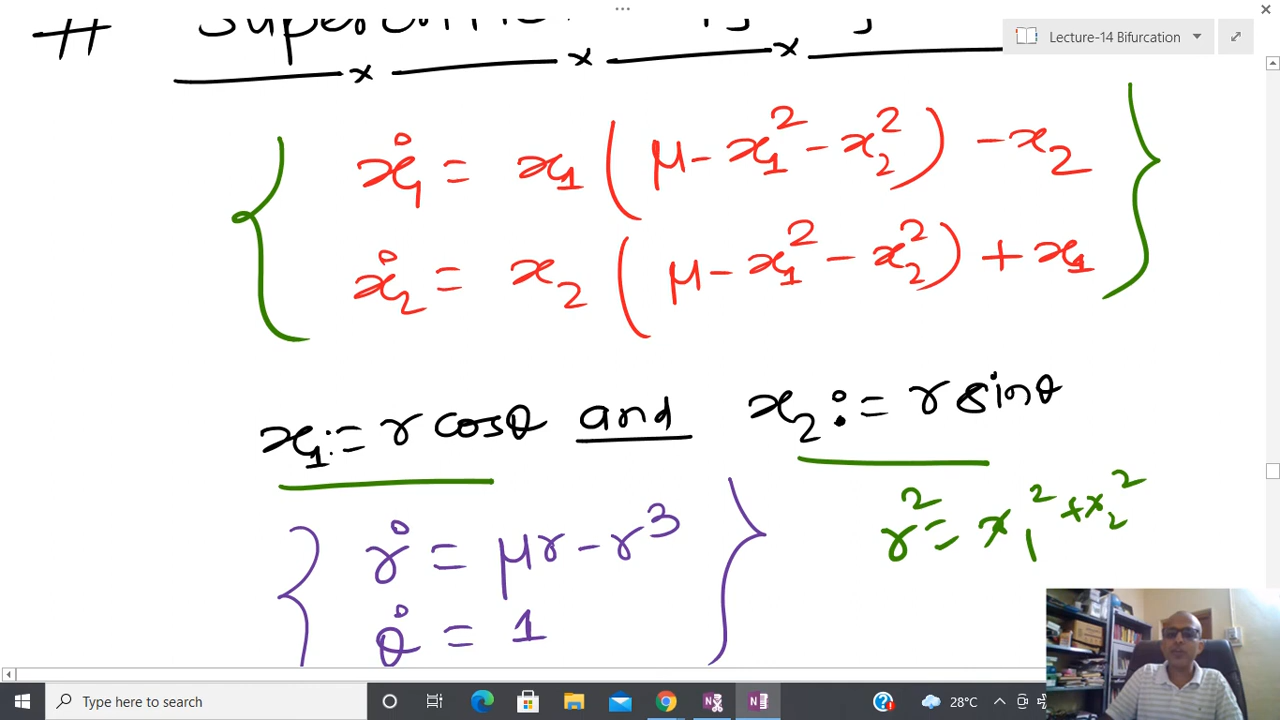 Lecture-14 Bifurcation
#
ẋ₁ = x₁ (μ - x₁² - x₂²) - x₂
ẋ₂ = x₂ (μ - x₁² - x₂²) + x₁
x₁ := r cosθ and x₂ := r sinθ
r² = x₁² + x₂²
ṙ = μr - r³
θ̇ = 1
Type here to search
28°C